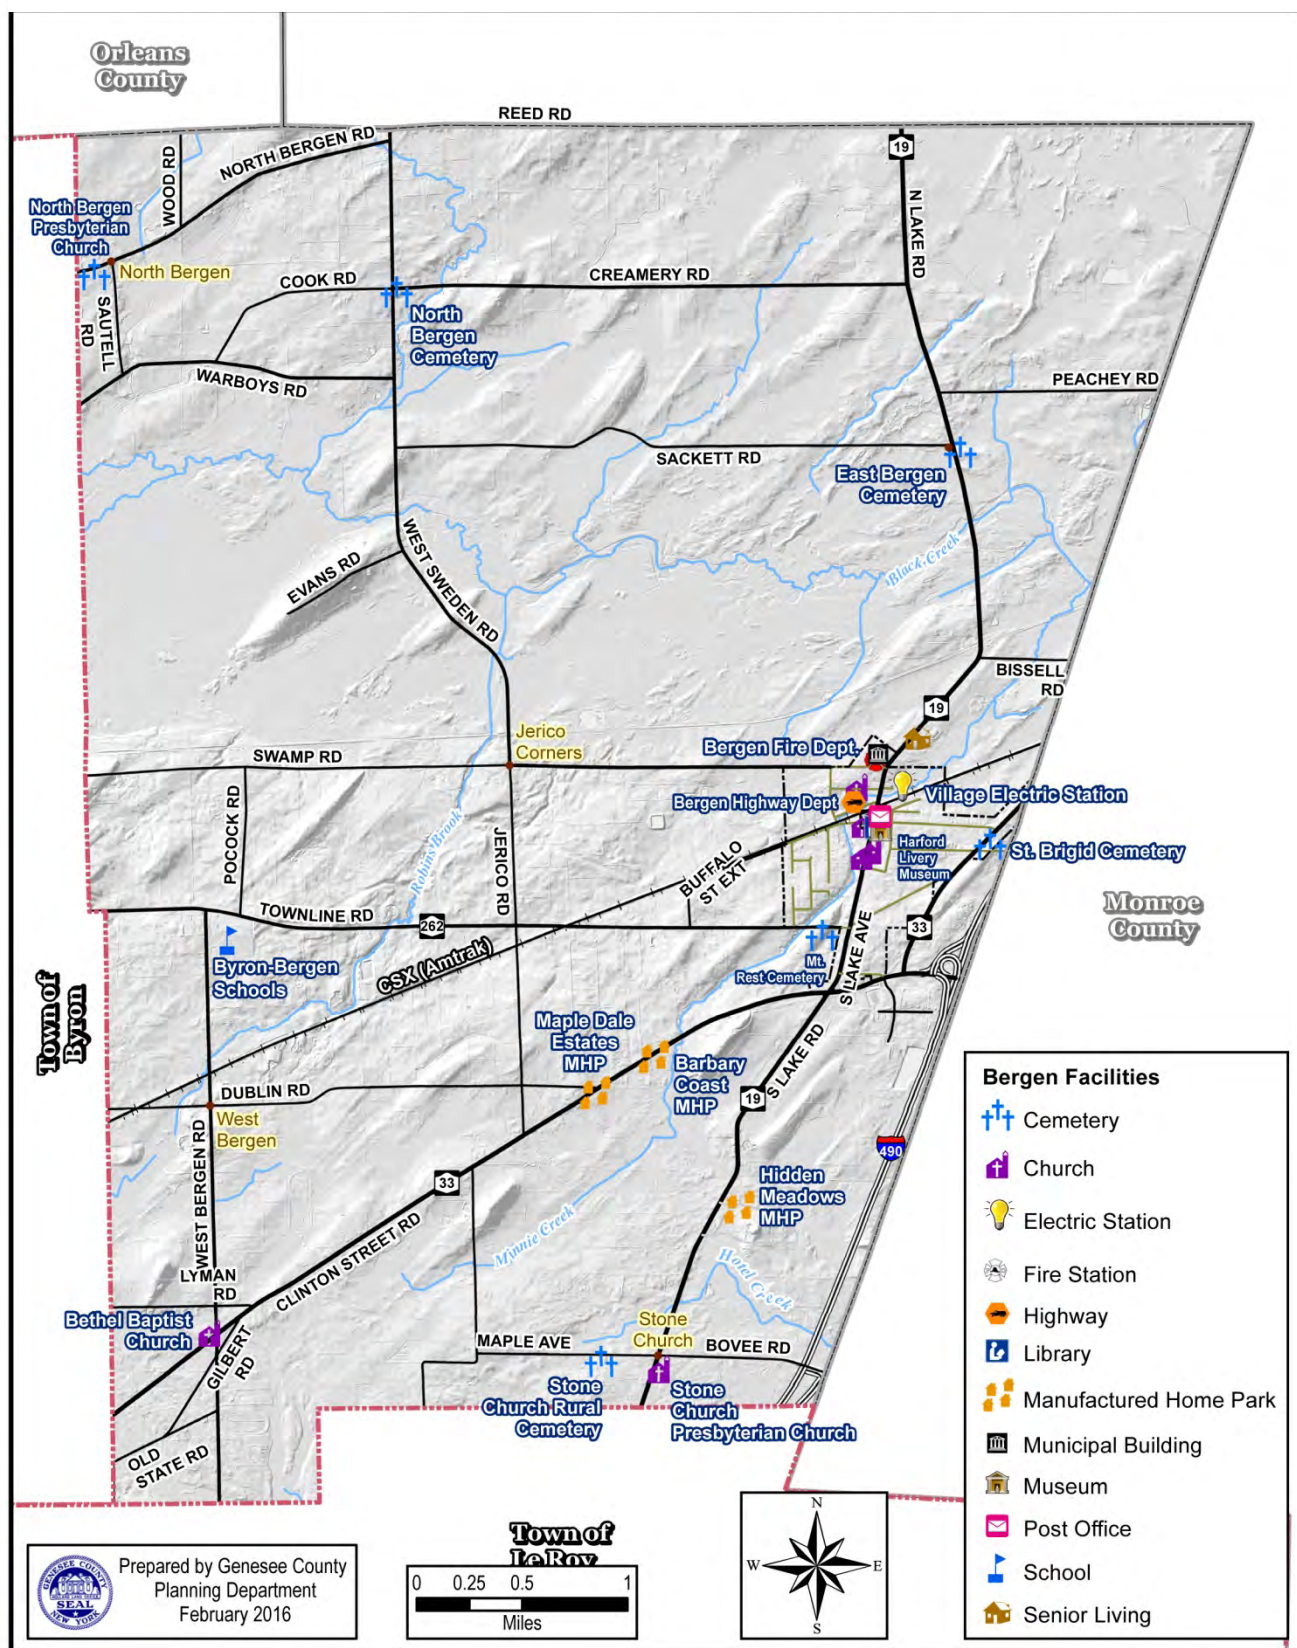 Orleans
County
REED RD
19
NORTH BERGEN RD
WOOD RD
N LAKE RD
North Bergen
Presbyterian
Church
North Bergen
COOK RD
CREAMERY RD
SAUTELL
RD
North
Bergen
Cemetery
WARBOYS RD
PEACHEY RD
SACKETT RD
East Bergen
Cemetery
WEST SWEDEN RD
EVANS RD
Black Creek
BISSELL
RD
19
Jerico
Corners
Bergen Fire Dept.
SWAMP RD
POCOCK RD
Robins Brook
JERICO RD
Bergen Highway Dept
Village Electric Station
BUFFALO
ST EXT
Harford
Livery
Museum
St. Brigid Cemetery
TOWNLINE RD
262
33
Monroe
County
Byron-Bergen
Schools
CSX (Amtrak)
Mt.
Rest Cemetery
S LAKE AVE
Town of
Byron
Maple Dale
Estates
MHP
Barbary
Coast
MHP
S LAKE RD
DUBLIN RD
19
West
Bergen
WEST BERGEN RD
490
33
Hidden
Meadows
MHP
CLINTON STREET RD
Minnie Creek
Hotel Creek
LYMAN
RD
Bethel Baptist
Church
GILBERT
RD
Stone
Church
MAPLE AVE
BOVEE RD
Stone
Church Rural
Cemetery
Stone
Church
Presbyterian Church
OLD
STATE RD
Bergen Facilities
Cemetery
Church
Electric Station
Fire Station
Highway
Library
Manufactured Home Park
Municipal Building
Museum
Post Office
School
Senior Living
Town of
Le Roy
GENESEE COUNTY
SEAL
NEW YORK
Prepared by Genesee County
Planning Department
February 2016
0 0.25 0.5 1
Miles
N
W E
S